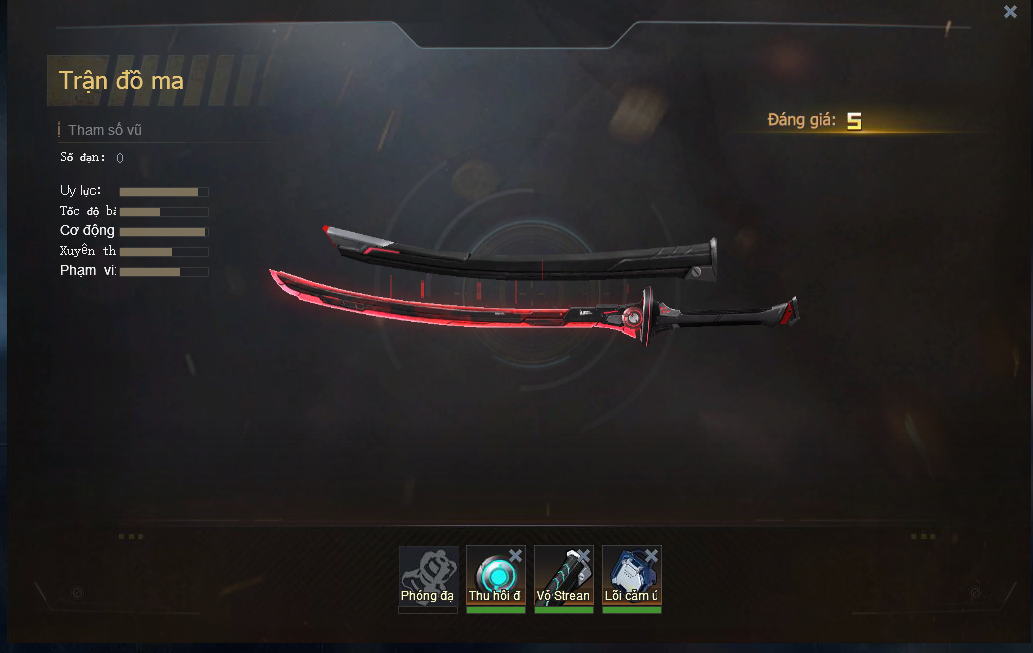 Trận đồ ma
Đáng giá: S
Tham số vũ
Số đạn: 0
Uy lực:
Tốc độ bả
Cơ động
Xuyên th
Phạm vi:
Phóng đạ
Thu hồi đ
Vỏ Strean
Lõi cảm ứ